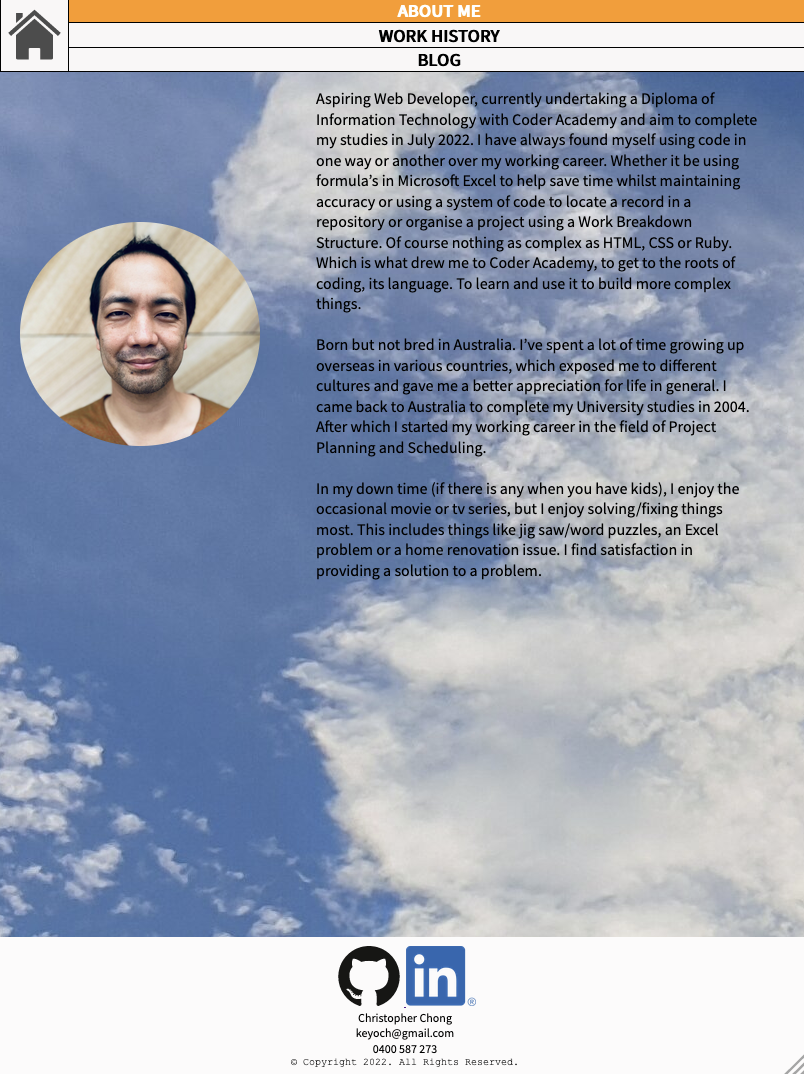 ABOUT ME
WORK HISTORY
BLOG
Aspiring Web Developer, currently undertaking a Diploma of
Information Technology with Coder Academy and aim to complete
my studies in July 2022. I have always found myself using code in
one way or another over my working career. Whether it be using
formula’s in Microsoft Excel to help save time whilst maintaining
accuracy or using a system of code to locate a record in a
repository or organise a project using a Work Breakdown
Structure. Of course nothing as complex as HTML, CSS or Ruby.
Which is what drew me to Coder Academy, to get to the roots of
coding, its language. To learn and use it to build more complex
things.
Born but not bred in Australia. I’ve spent a lot of time growing up
overseas in various countries, which exposed me to different
cultures and gave me a better appreciation for life in general. I
came back to Australia to complete my University studies in 2004.
After which I started my working career in the field of Project
Planning and Scheduling.
In my down time (if there is any when you have kids), I enjoy the
occasional movie or tv series, but I enjoy solving/fixing things
most. This includes things like jig saw/word puzzles, an Excel
problem or a home renovation issue. I find satisfaction in
providing a solution to a problem.
in ®
Christopher Chong
keyoch@gmail.com
0400 587 273
© Copyright 2022. All Rights Reserved.